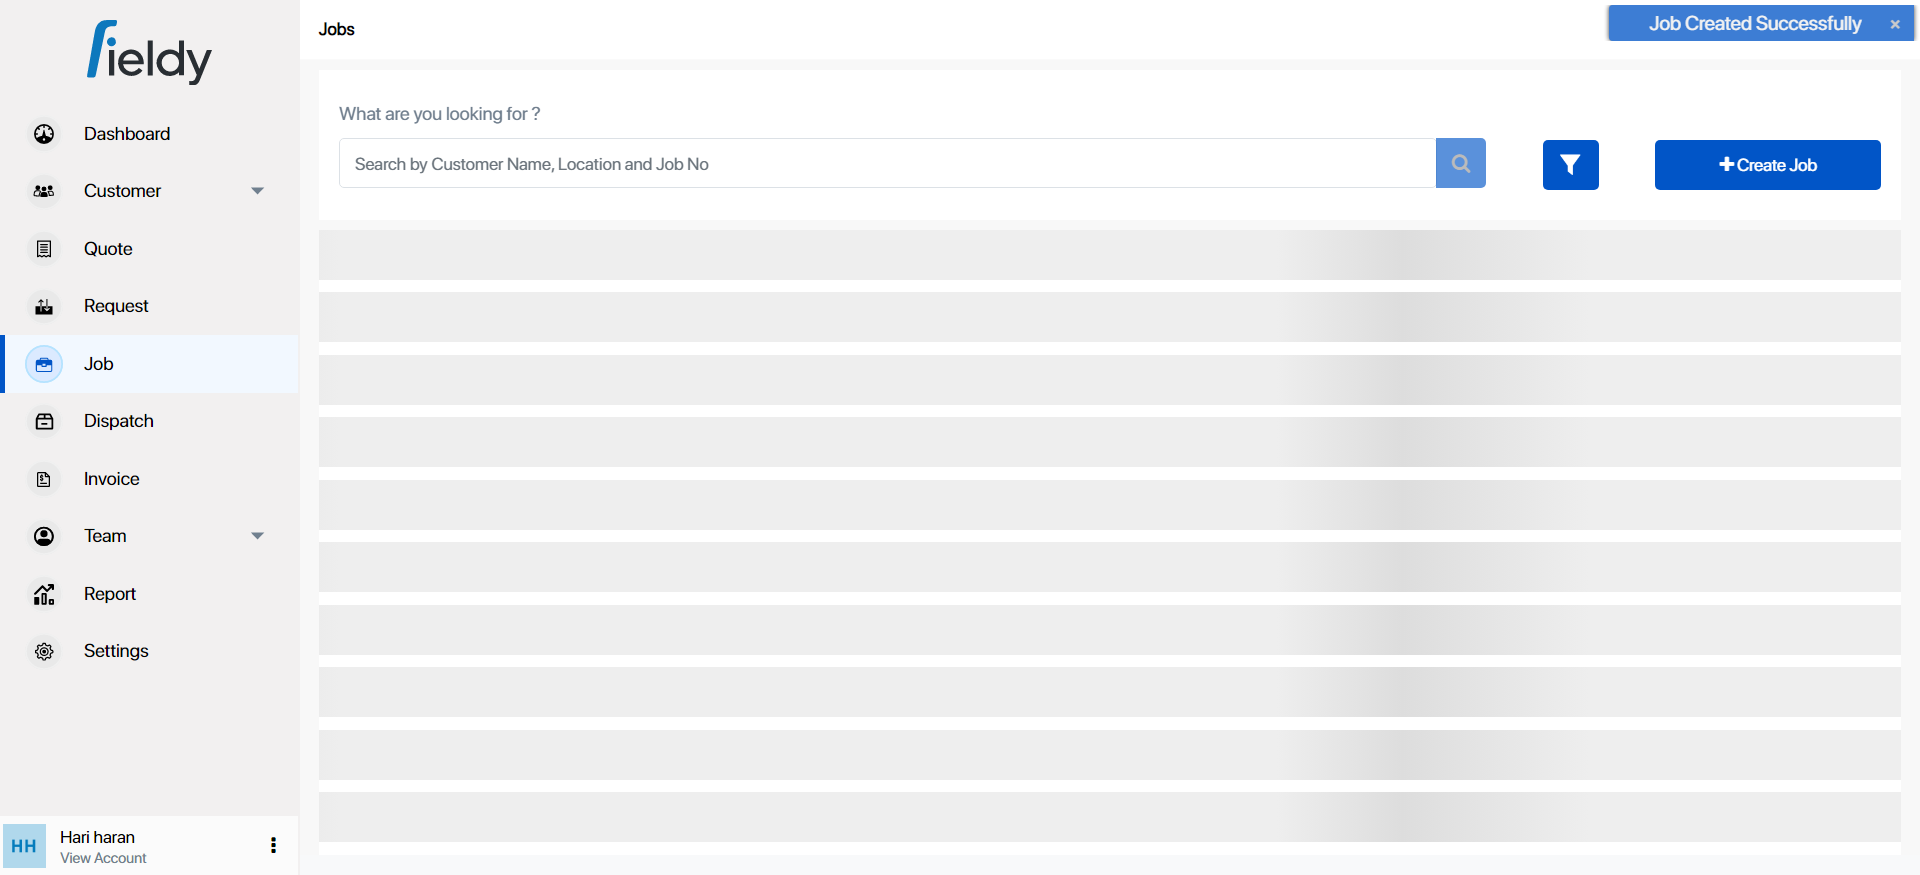 fieldy
Jobs
Job Created Successfully ×
What are you looking for ?
Search by Customer Name, Location and Job No
Create Job
Dashboard
Customer
Quote
Request
Job
Dispatch
Invoice
Team
Report
Settings
HH
Hari haran
View Account